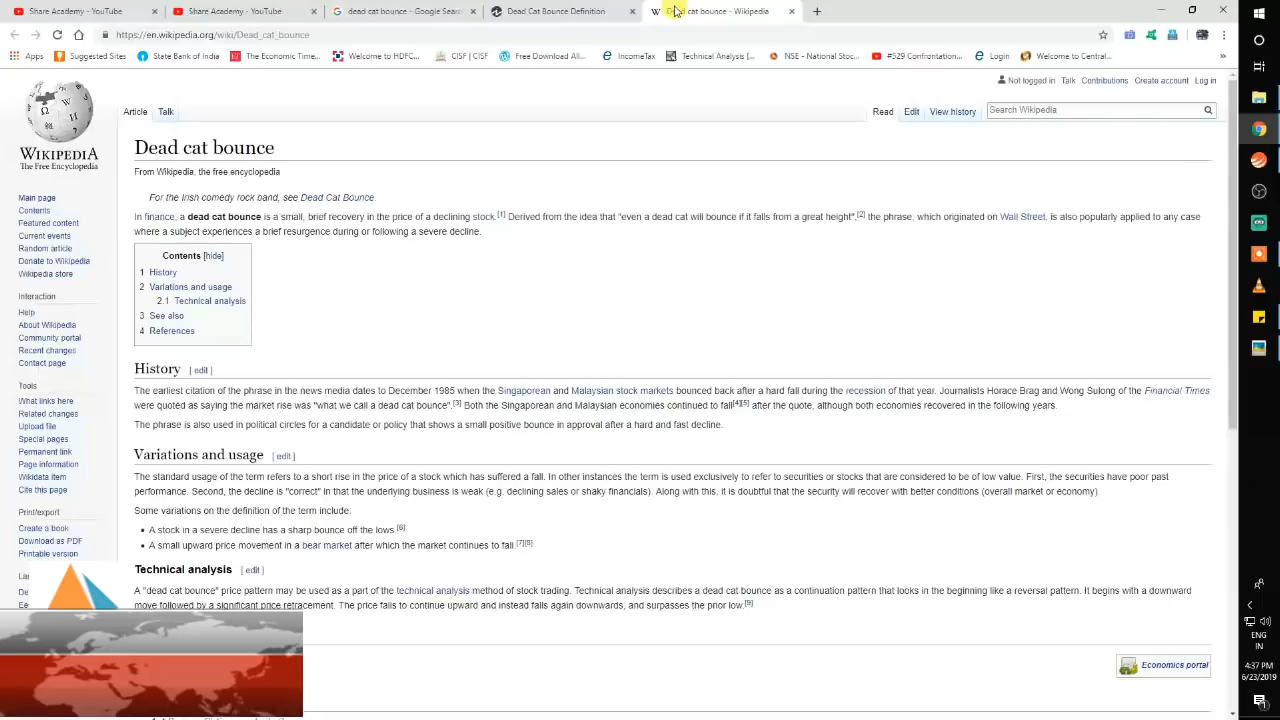 Share Academy - YouTube
Share Academy - YouTube
dead cat bounce - Google Sear
Dead Cat Bounce Definition
cat bounce - Wikipedia
https://en.wikipedia.org/wiki/Dead_cat_bounce
Apps Suggested Sites State Bank of India The Economic Time... Welcome to HDFC... CISF | CISF Free Download All... IncomeTax Technical Analysis [... NSE - National Stoc... #529 Confrontation... Login Welcome to Central... »
Not logged in Talk Contributions Create account Log in
Article Talk Read Edit View history Search Wikipedia
WIKIPEDIA
The Free Encyclopedia
Main page
Contents
Featured content
Current events
Random article
Donate to Wikipedia
Wikipedia store
Interaction
Help
About Wikipedia
Community portal
Recent changes
Contact page
Tools
What links here
Related changes
Upload file
Special pages
Permanent link
Page information
Wikidata item
Cite this page
Print/export
Create a book
Download as PDF
Printable version
Dead cat bounce
From Wikipedia, the free encyclopedia
For the Irish comedy rock band, see Dead Cat Bounce.
In finance, a dead cat bounce is a small, brief recovery in the price of a declining stock.[1] Derived from the idea that "even a dead cat will bounce if it falls from a great height",[2] the phrase, which originated on Wall Street, is also popularly applied to any case
where a subject experiences a brief resurgence during or following a severe decline.
Contents [hide]
1 History
2 Variations and usage
2.1 Technical analysis
3 See also
4 References
History [ edit ]
The earliest citation of the phrase in the news media dates to December 1985 when the Singaporean and Malaysian stock markets bounced back after a hard fall during the recession of that year. Journalists Horace Brag and Wong Sulong of the Financial Times
were quoted as saying the market rise was "what we call a dead cat bounce".[3] Both the Singaporean and Malaysian economies continued to fall[4][5] after the quote, although both economies recovered in the following years.
The phrase is also used in political circles for a candidate or policy that shows a small positive bounce in approval after a hard and fast decline.
Variations and usage [ edit ]
The standard usage of the term refers to a short rise in the price of a stock which has suffered a fall. In other instances the term is used exclusively to refer to securities or stocks that are considered to be of low value. First, the securities have poor past
performance. Second, the decline is "correct" in that the underlying business is weak (e.g. declining sales or shaky financials). Along with this, it is doubtful that the security will recover with better conditions (overall market or economy).
Some variations on the definition of the term include:
• A stock in a severe decline has a sharp bounce off the lows.[6]
• A small upward price movement in a bear market after which the market continues to fall.[7][8]
Technical analysis [ edit ]
A "dead cat bounce" price pattern may be used as a part of the technical analysis method of stock trading. Technical analysis describes a dead cat bounce as a continuation pattern that looks in the beginning like a reversal pattern. It begins with a downward
move followed by a significant price retracement. The price fails to continue upward and instead falls again downwards, and surpasses the prior low.[9]
Economics portal
ENG
IN
4:37 PM
6/23/2019